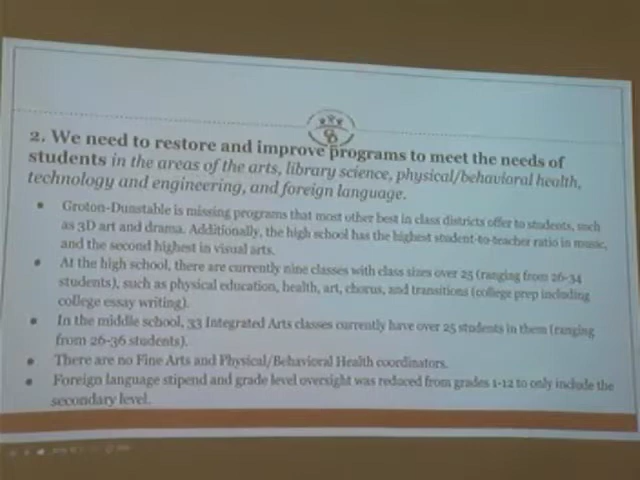 2. We need to restore and improve programs to meet the needs of
students in the areas of the arts, library science, physical/behavioral health,
technology and engineering, and foreign language.
• Groton-Dunstable is missing programs that most other best in class districts offer to students, such
as 3D art and drama. Additionally, the high school has the highest student-to-teacher ratio in music,
and the second highest in visual arts.
• At the high school, there are currently nine classes with class sizes over 25 (ranging from 26-34
students), such as physical education, health, art, chorus, and transitions (college prep including
college essay writing).
• In the middle school, 33 Integrated Arts classes currently have over 25 students in them (ranging
from 26-36 students).
• There are no Fine Arts and Physical/Behavioral Health coordinators.
• Foreign language stipend and grade level oversight was reduced from grades 1-12 to only include the
secondary level.